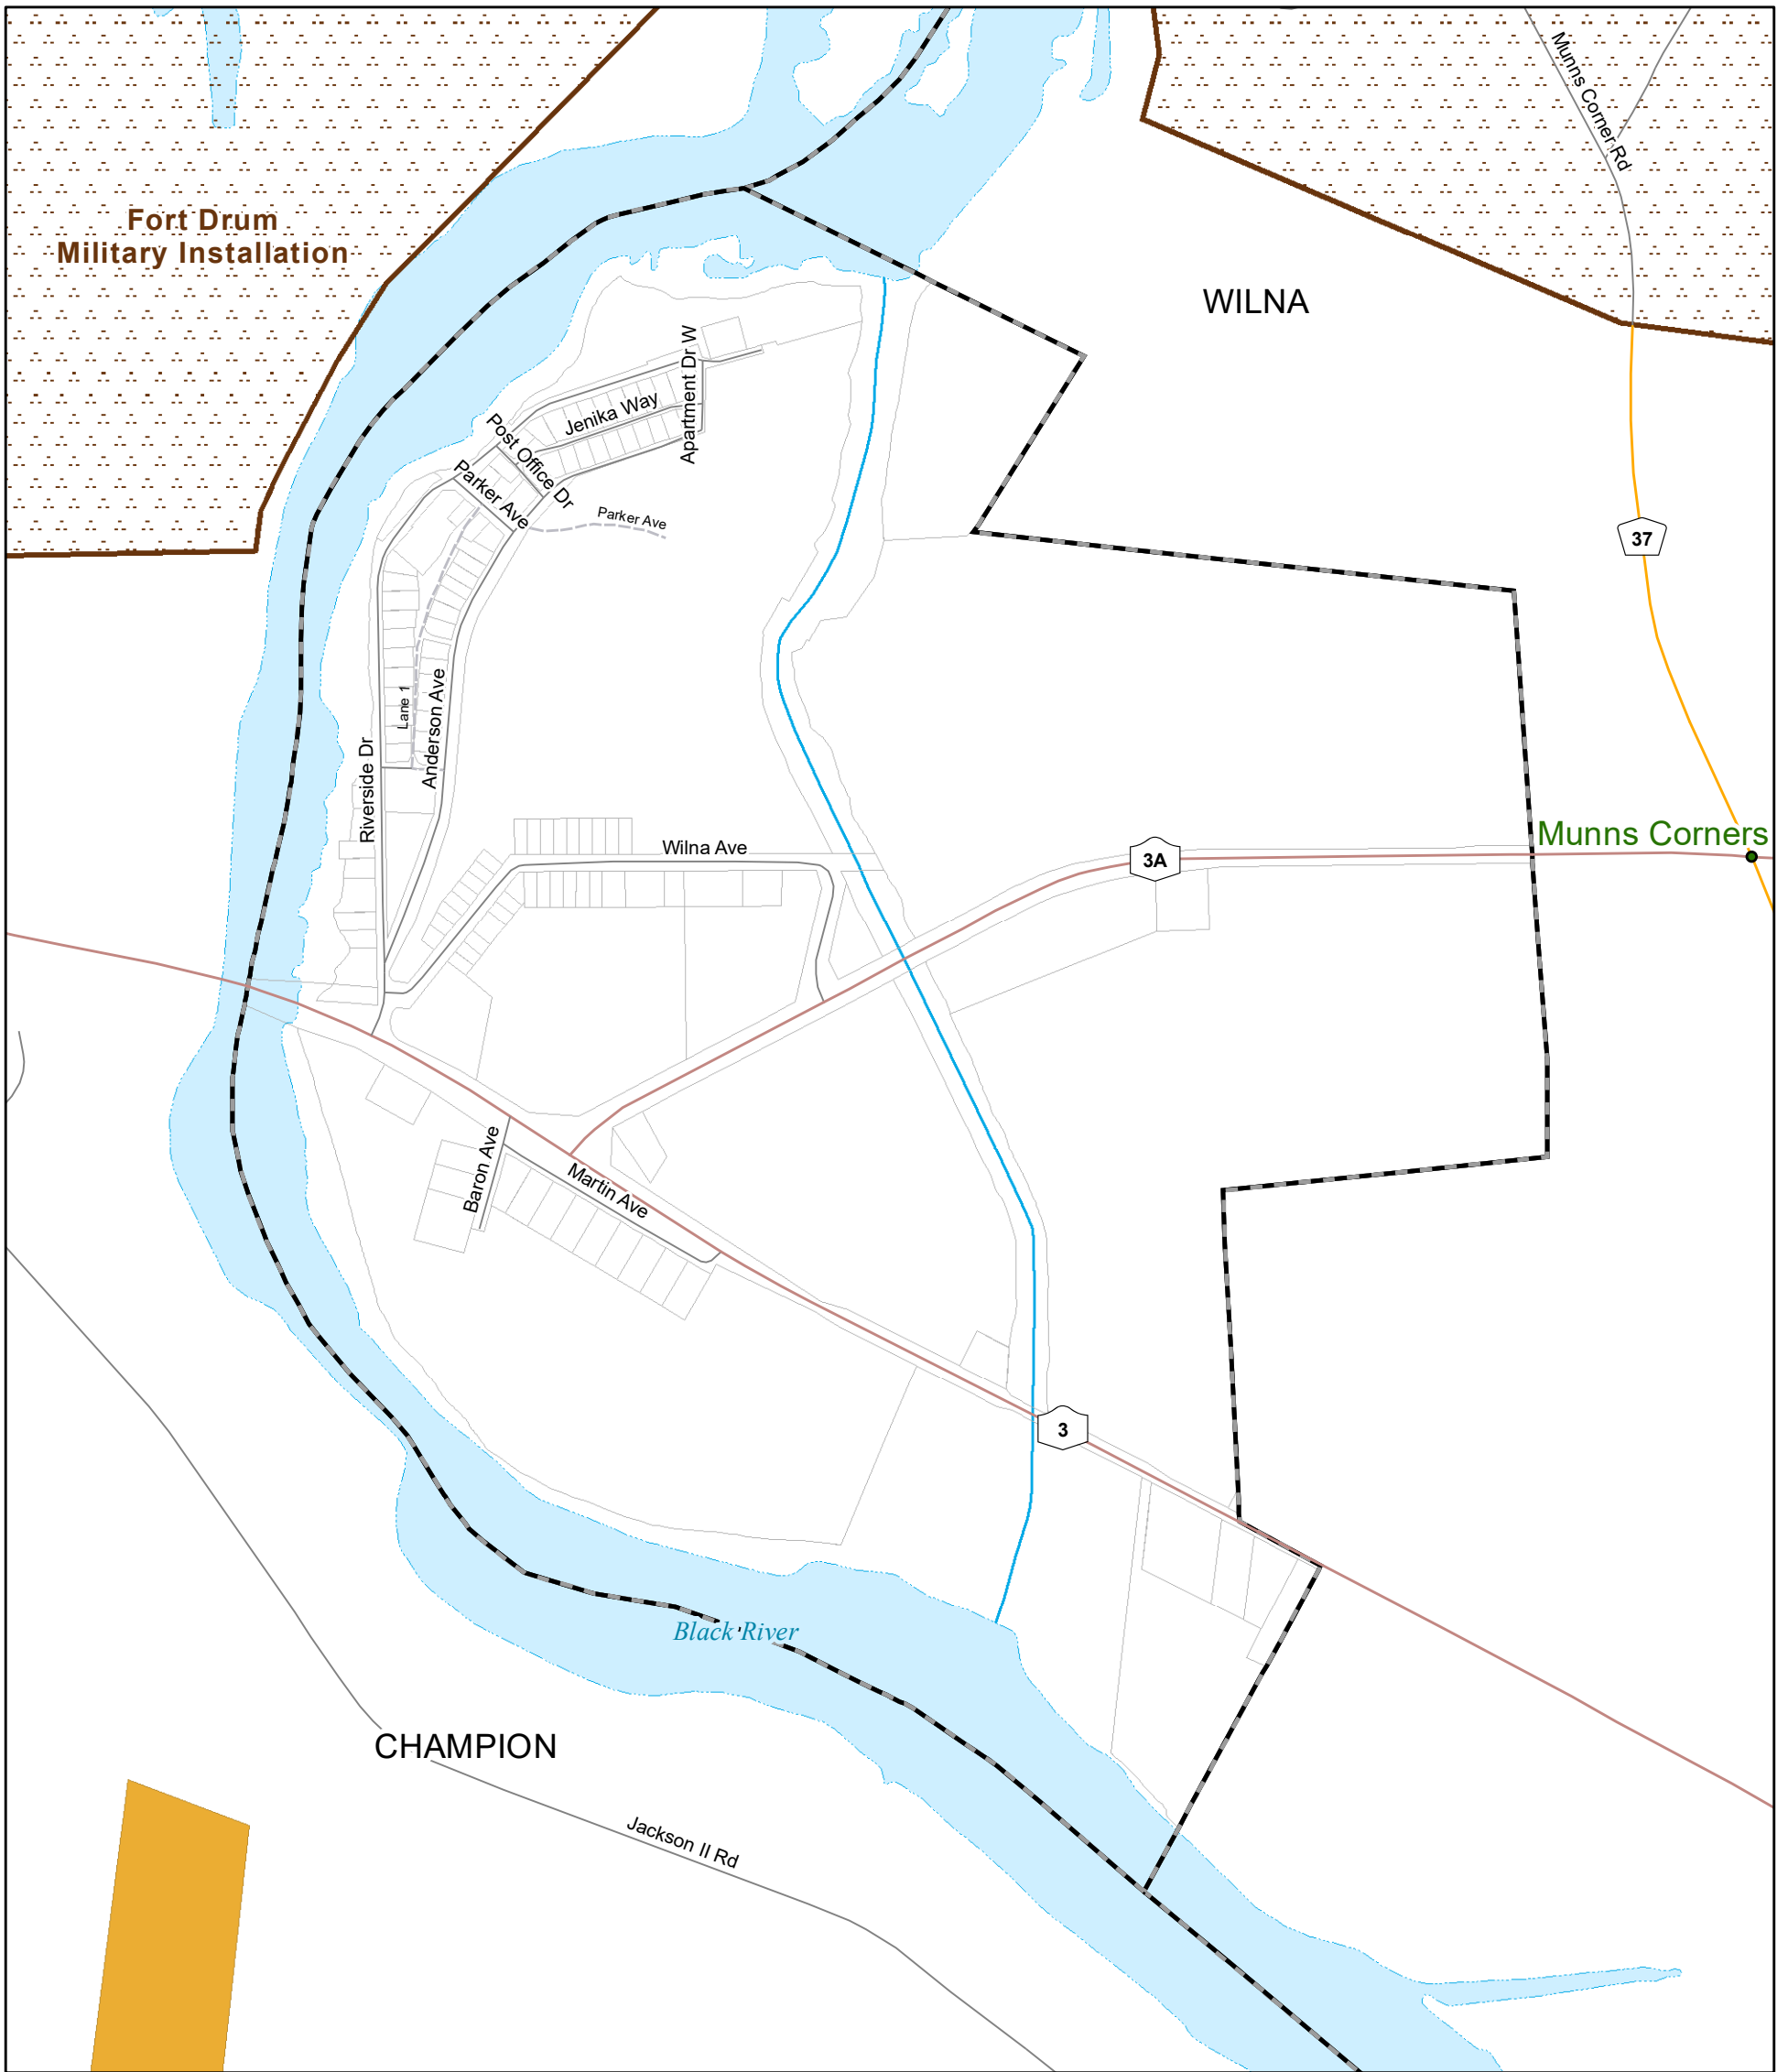 Munns Corner Rd
Fort Drum
Military Installation
WILNA
Apartment Dr W
Jenika Way
Post Office Dr
Parker Ave
Parker Ave
37
Lane 1
Anderson Ave
Riverside Dr
Wilna Ave
Munns Corners
3A
Baron Ave
Martin Ave
3
Black River
CHAMPION
Jackson II Rd